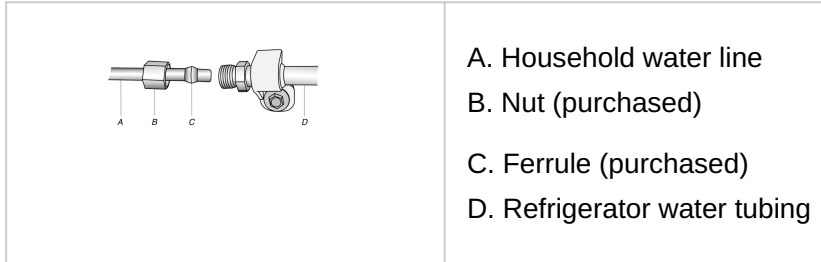 A B C D
A. Household water line
B. Nut (purchased)
C. Ferrule (purchased)
D. Refrigerator water tubing